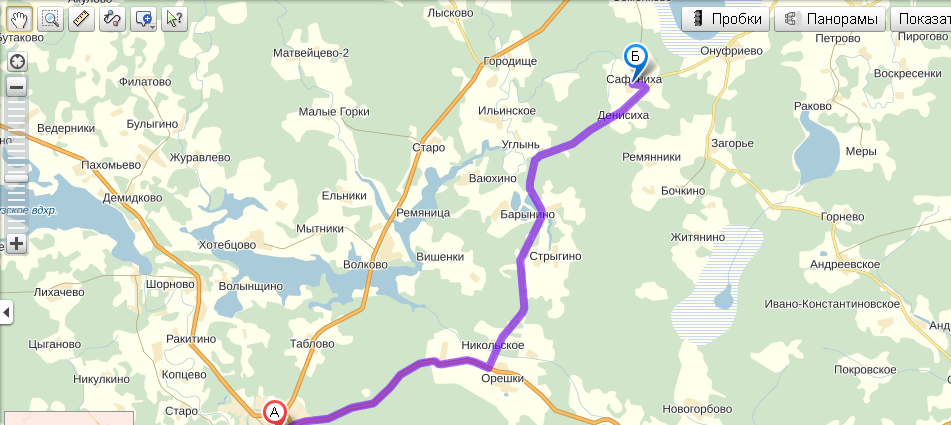 Лысково
Пробки
Панорамы
Показат
Бутаково
Матвейцево-2
Городище
Онуфриево
Петрово
Пирогово
Филатово
Б
Сафониха
Воскресенки
Малые Горки
Ильинское
Денисиха
Раково
Ведерники
Булыгино
Старо
Углынь
Загорье
Меры
Пахомьево
Журавлево
Ремянники
Ваюхино
Демидково
Ельники
Бочкино
Ремяница
Барынино
Горнево
вдхр.
Мытники
Житянино
Хотебцово
Волково
Вишенки
Стрыгино
Андреевское
Лихачево
Шорново
Волынщино
Ивано-Константиновское
Анд
Цыганово
Ракитино
Таблово
Никольское
Никулкино
Копцево
Орешки
Покровское
Старо
А
Новогорбово